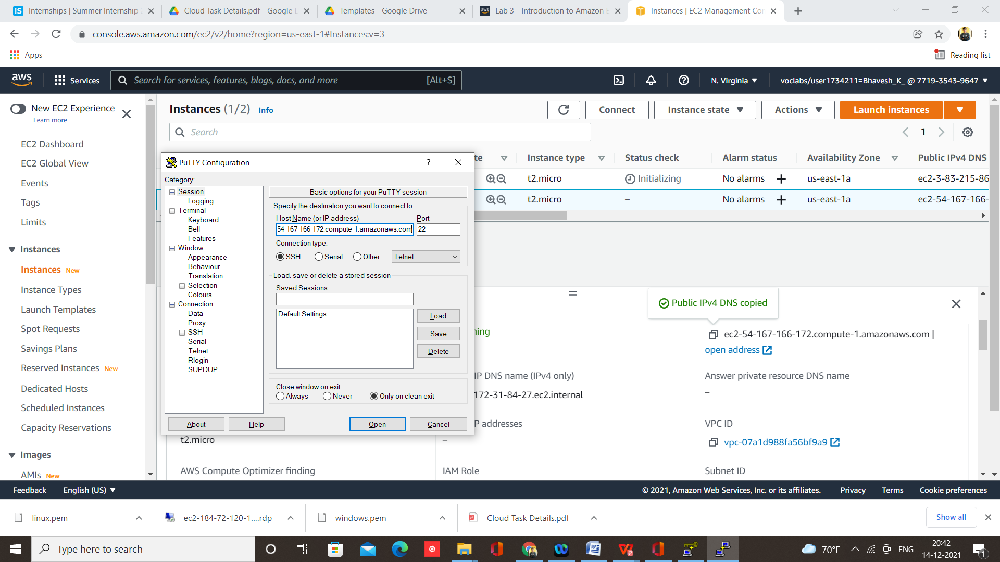 Internships | Summer Internship
Cloud Task Details.pdf - Google D
Templates - Google Drive
aws
Lab 3 - Introduction to Amazon E
Instances | EC2 Management Con
console.aws.amazon.com/ec2/v2/home?region=us-east-1#Instances:v=3
Apps
Reading list
aws
Services
Search for services, features, blogs, docs, and more
[Alt+S]
N. Virginia
voclabs/user1734211=Bhavesh_K_ @ 7719-3543-9647
New EC2 Experience
Learn more
EC2 Dashboard
EC2 Global View
Events
Tags
Limits
Instances
Instances New
Instance Types
Launch Templates
Spot Requests
Savings Plans
Reserved Instances New
Dedicated Hosts
Scheduled Instances
Capacity Reservations
Images
AMIs New
Instances (1/2) Info
Connect
Instance state
Actions
Launch instances
Search
1
te
Instance type
Status check
Alarm status
Availability Zone
Public IPv4 DNS
t2.micro
Initializing
No alarms +
us-east-1a
ec2-3-83-215-86
t2.micro
–
No alarms +
us-east-1a
ec2-54-167-166-
PuTTY Configuration
?
Category:
Session
Logging
Terminal
Keyboard
Bell
Features
Window
Appearance
Behaviour
Translation
Selection
Colours
Connection
Data
Proxy
SSH
Serial
Telnet
Rlogin
SUPDUP
Basic options for your PuTTY session
Specify the destination you want to connect to
Host Name (or IP address)
Port
54-167-166-172.compute-1.amazonaws.com
22
Connection type:
SSH
Serial
Other:
Telnet
Load, save or delete a stored session
Saved Sessions
Default Settings
Load
Save
Delete
Close window on exit:
Always
Never
Only on clean exit
About
Help
Open
Cancel
Public IPv4 DNS copied
ning
ec2-54-167-166-172.compute-1.amazonaws.com |
open address
IP DNS name (IPv4 only)
172-31-84-27.ec2.internal
Answer private resource DNS name
–
P addresses
–
VPC ID
vpc-07a1d988fa56bf9a9
t2.micro
AWS Compute Optimizer finding
IAM Role
Subnet ID
Feedback
English (US)
© 2021, Amazon Web Services, Inc. or its affiliates.
Privacy
Terms
Cookie preferences
linux.pem
ec2-184-72-120-1....rdp
windows.pem
Cloud Task Details.pdf
Show all
Type here to search
70°F
ENG
20:42
14-12-2021
1